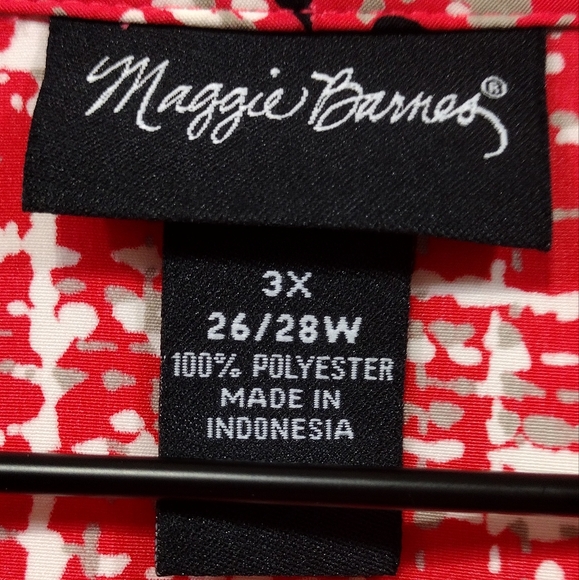 Maggie Barnes®
3X
26/28W
100% POLYESTER
MADE IN
INDONESIA